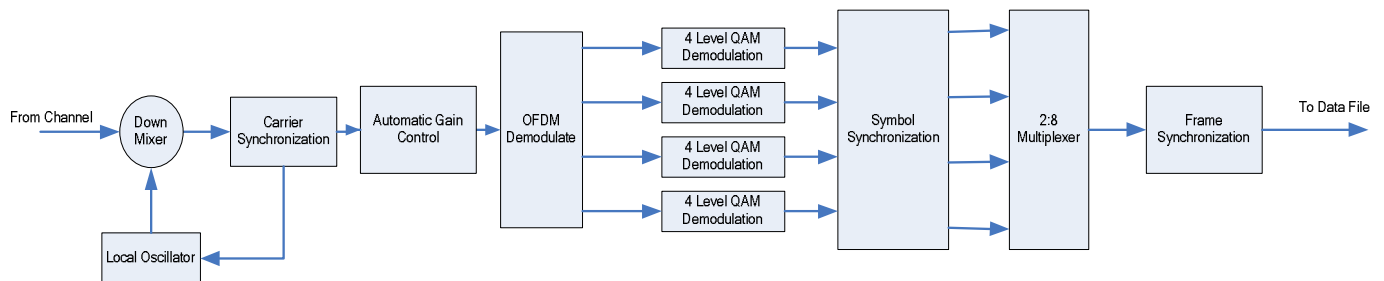 From Channel
Down
Mixer
Local Oscillator
Carrier
Synchronization
Automatic Gain
Control
OFDM
Demodulate
4 Level QAM
Demodulation
4 Level QAM
Demodulation
4 Level QAM
Demodulation
4 Level QAM
Demodulation
Symbol
Synchronization
2:8
Multiplexer
Frame
Synchronization
To Data File